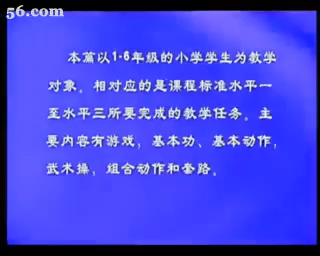 56.com
本篇以1-6年级的小学学生为教学
对象。相对应的是课程标准水平一
至水平三所要完成的教学任务。主
要内容有游戏，基本功、基本动作，
武术操，组合动作和套路。